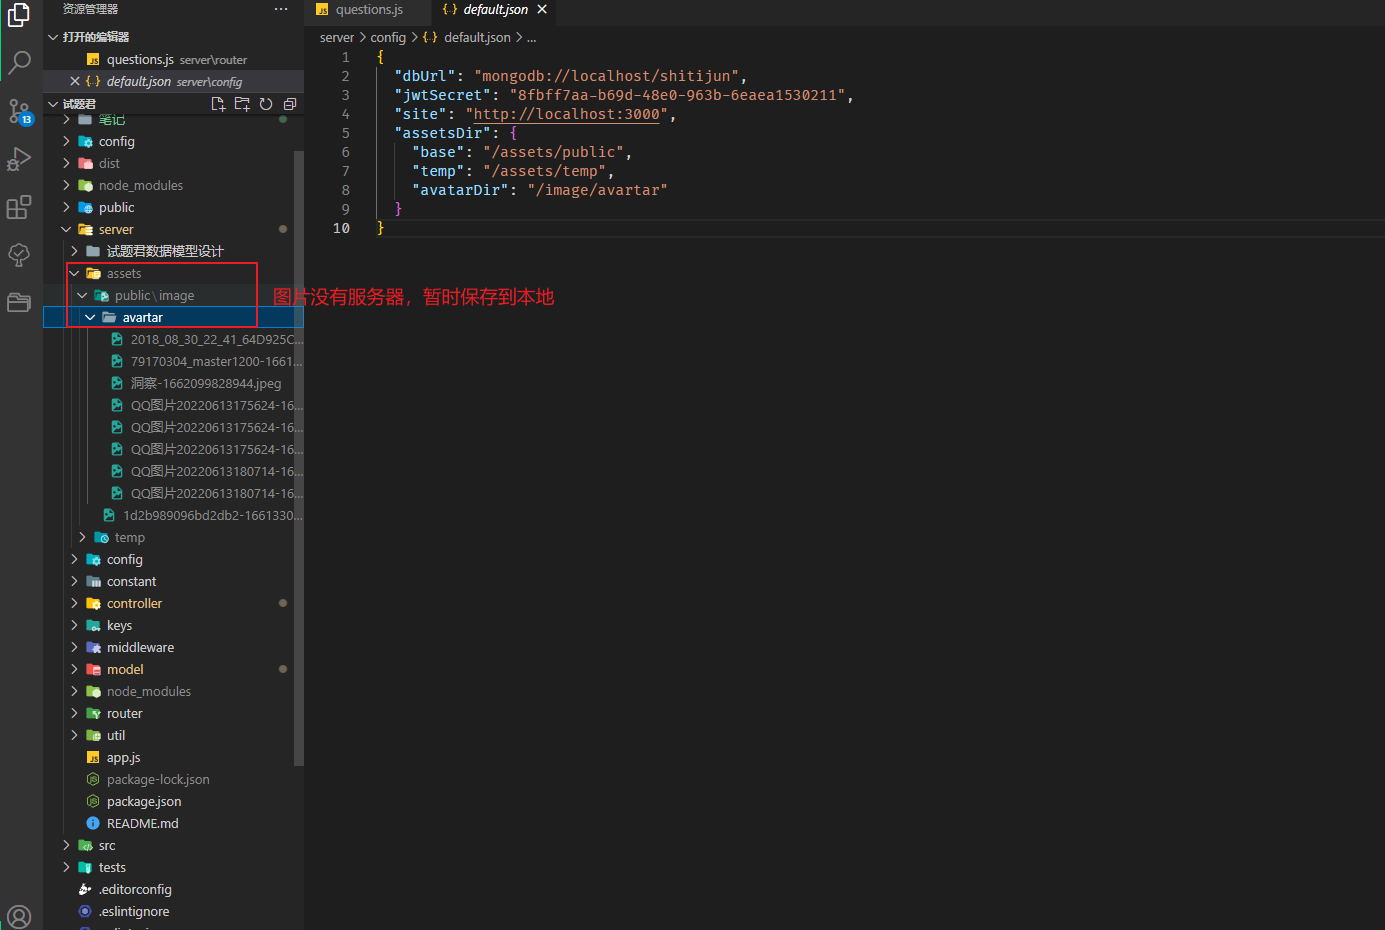 资源管理器
打开的编辑器
questions.js server\router
default.json server\config
试题君
13
笔记
config
dist
node_modules
public
server
试题君数据模型设计
assets
public\image
avartar
2018_08_30_22_41_64D925C...
79170304_master1200-1661...
洞察-1662099828944.jpeg
QQ图片20220613175624-16...
QQ图片20220613175624-16...
QQ图片20220613175624-16...
QQ图片20220613180714-16...
QQ图片20220613180714-16...
1d2b989096bd2db2-1661330...
temp
config
constant
controller
keys
middleware
model
node_modules
router
util
app.js
package-lock.json
package.json
README.md
src
tests
.editorconfig
.eslintignore
questions.js
default.json
server > config > {} default.json > ...
1 {
2 "dbUrl": "mongodb://localhost/shitijun",
3 "jwtSecret": "8fbff7aa-b69d-48e0-963b-6eaea1530211",
4 "site": "http://localhost:3000",
5 "assetsDir": {
6 "base": "/assets/public",
7 "temp": "/assets/temp",
8 "avatarDir": "/image/avartar"
9 }
10 }
图片没有服务器，暂时保存到本地